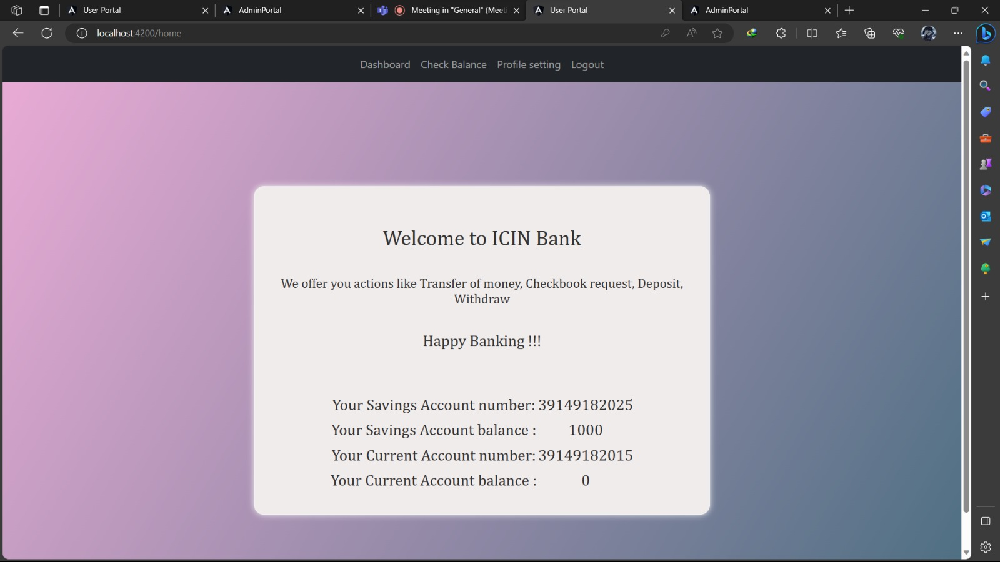 User Portal
AdminPortal
Meeting in "General" (Meeti
User Portal
AdminPortal
localhost:4200/home
Dashboard Check Balance Profile setting Logout
Welcome to ICIN Bank
We offer you actions like Transfer of money, Checkbook request, Deposit,
Withdraw
Happy Banking !!!
Your Savings Account number: 39149182025
Your Savings Account balance : 1000
Your Current Account number: 39149182015
Your Current Account balance : 0